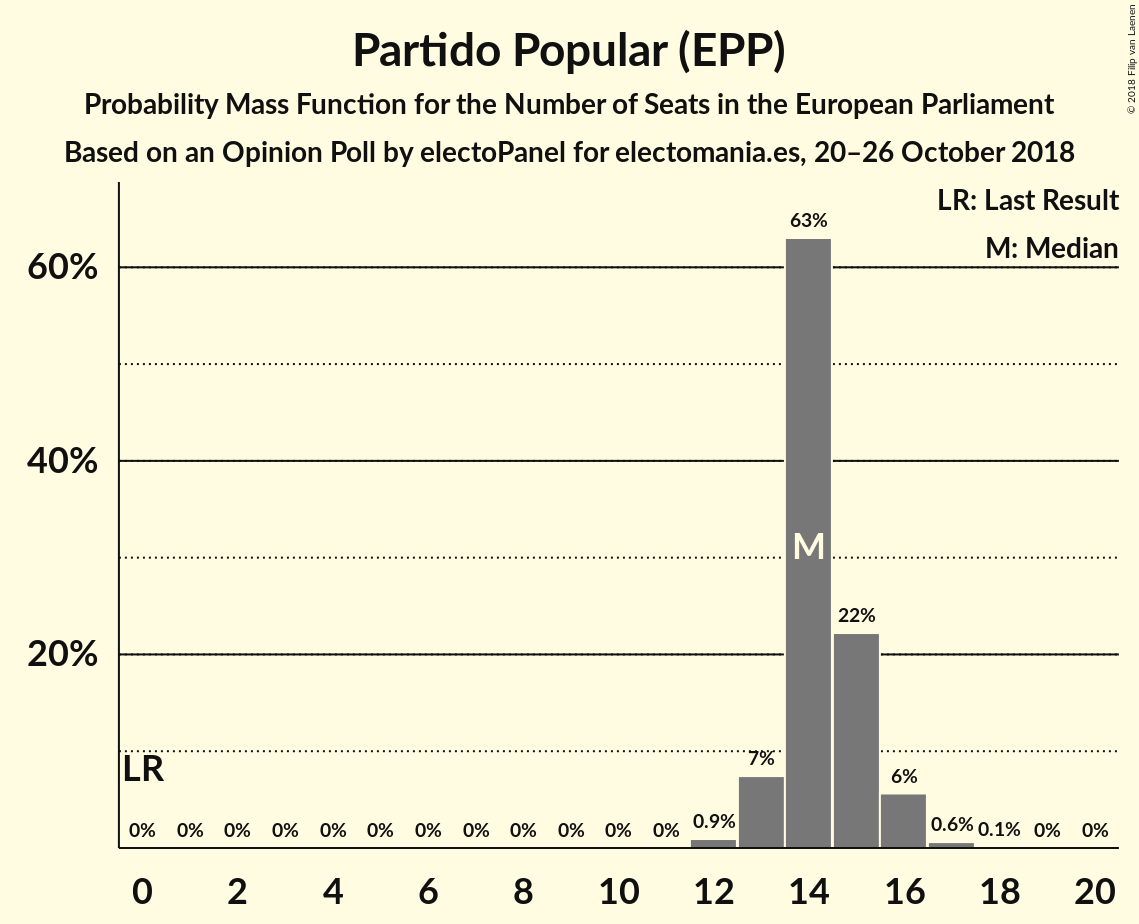 Partido Popular (EPP)
Probability Mass Function for the Number of Seats in the European Parliament
Based on an Opinion Poll by electoPanel for electomania.es, 20–26 October 2018
© 2018 Filip van Laenen
LR: Last Result
M: Median
63%
60%
40%
M
22%
20%
LR
7%
6%
0% 0% 0% 0% 0% 0% 0% 0% 0% 0% 0% 0% 0.9% 0.6% 0.1% 0% 0%
0 2 4 6 8 10 12 14 16 18 20